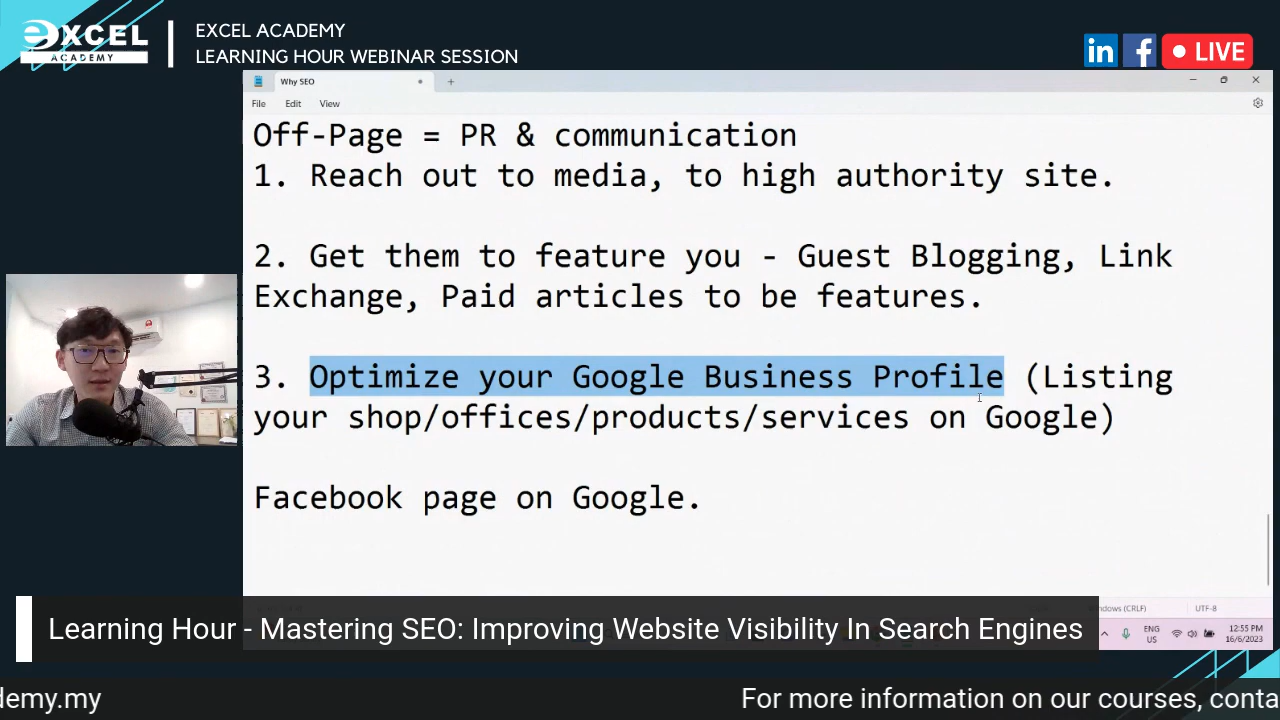 eXCEL
ACADEMY
EXCEL ACADEMY
LEARNING HOUR WEBINAR SESSION
in f LIVE
Why SEO
File Edit View
Off-Page = PR & communication
1. Reach out to media, to high authority site.
2. Get them to feature you - Guest Blogging, Link
Exchange, Paid articles to be features.
3. Optimize your Google Business Profile (Listing
your shop/offices/products/services on Google)
Facebook page on Google.
(CRLF) UTF-8
Learning Hour - Mastering SEO: Improving Website Visibility In Search Engines
ENG
US
12:55 PM
16/6/2023
demy.my
For more information on our courses, conta